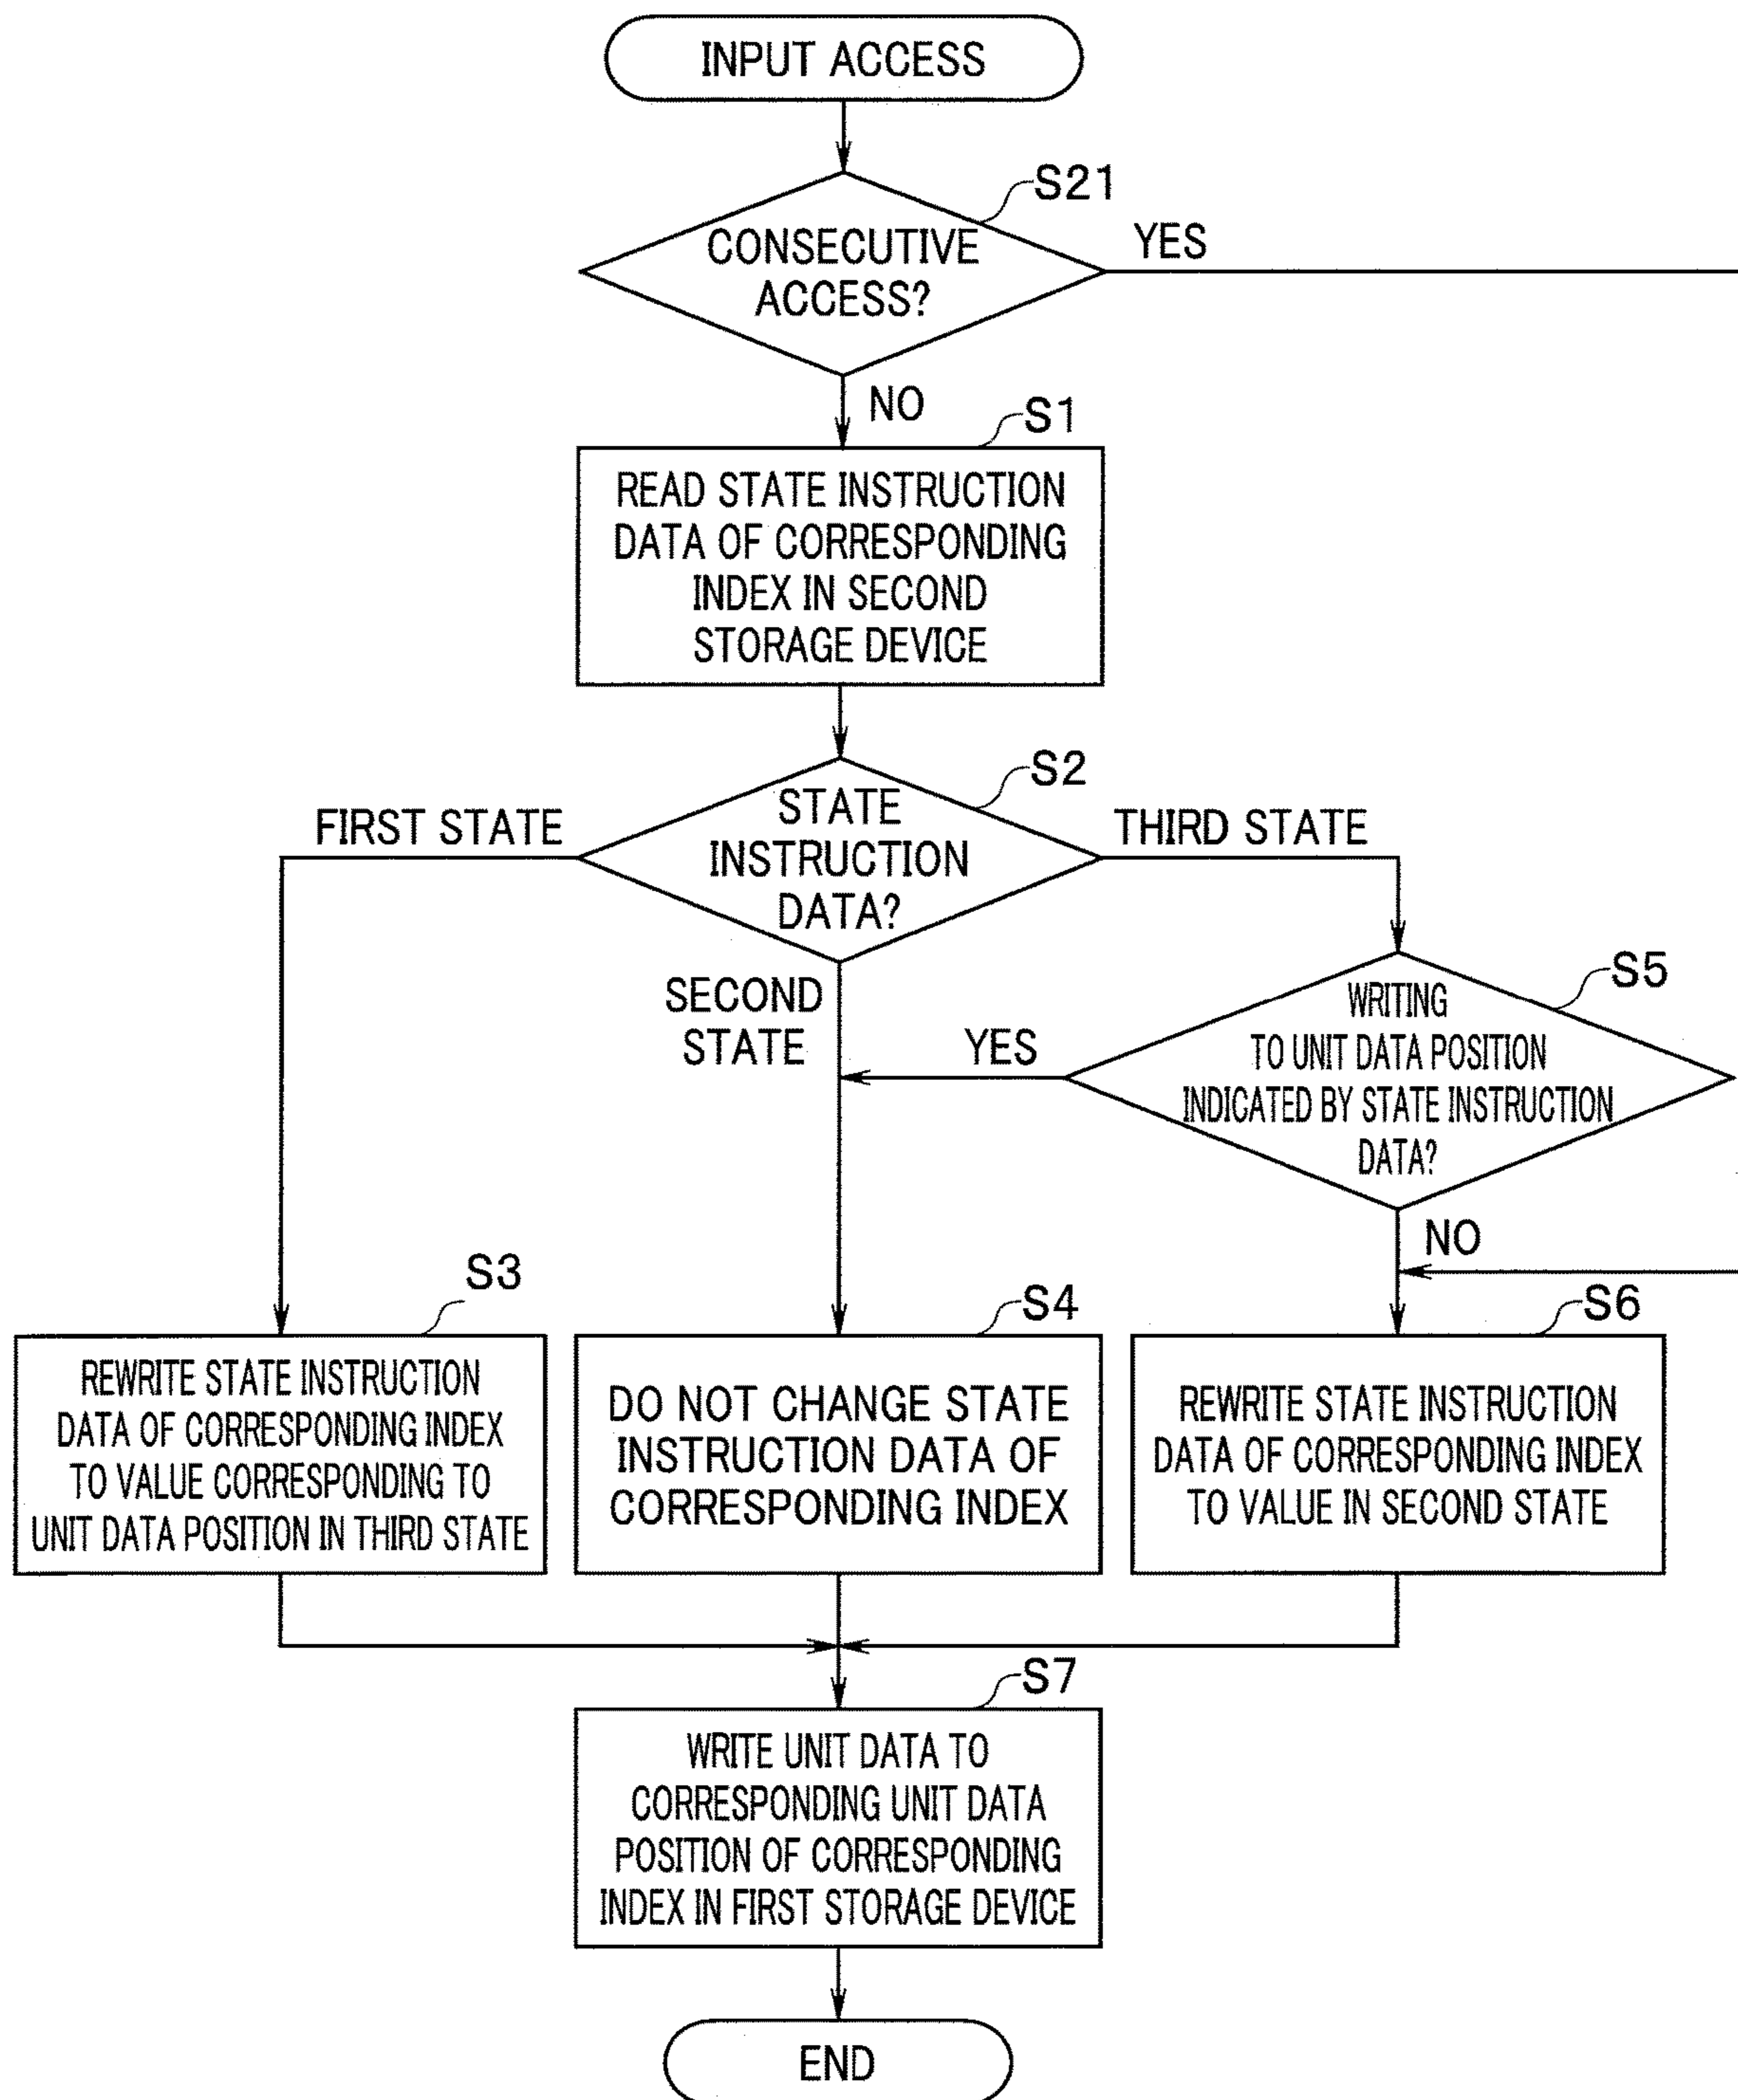 INPUT ACCESS
S21
CONSECUTIVE
ACCESS?
YES
NO
S1
READ STATE INSTRUCTION
DATA OF CORRESPONDING
INDEX IN SECOND
STORAGE DEVICE
S2
STATE
INSTRUCTION
DATA?
FIRST STATE
THIRD STATE
SECOND
STATE
S5
WRITING
TO UNIT DATA POSITION
INDICATED BY STATE INSTRUCTION
DATA?
YES
NO
S3
REWRITE STATE INSTRUCTION
DATA OF CORRESPONDING INDEX
TO VALUE CORRESPONDING TO
UNIT DATA POSITION IN THIRD STATE
S4
DO NOT CHANGE STATE
INSTRUCTION DATA OF
CORRESPONDING INDEX
S6
REWRITE STATE INSTRUCTION
DATA OF CORRESPONDING INDEX
TO VALUE IN SECOND STATE
S7
WRITE UNIT DATA TO
CORRESPONDING UNIT DATA
POSITION OF CORRESPONDING
INDEX IN FIRST STORAGE DEVICE
END